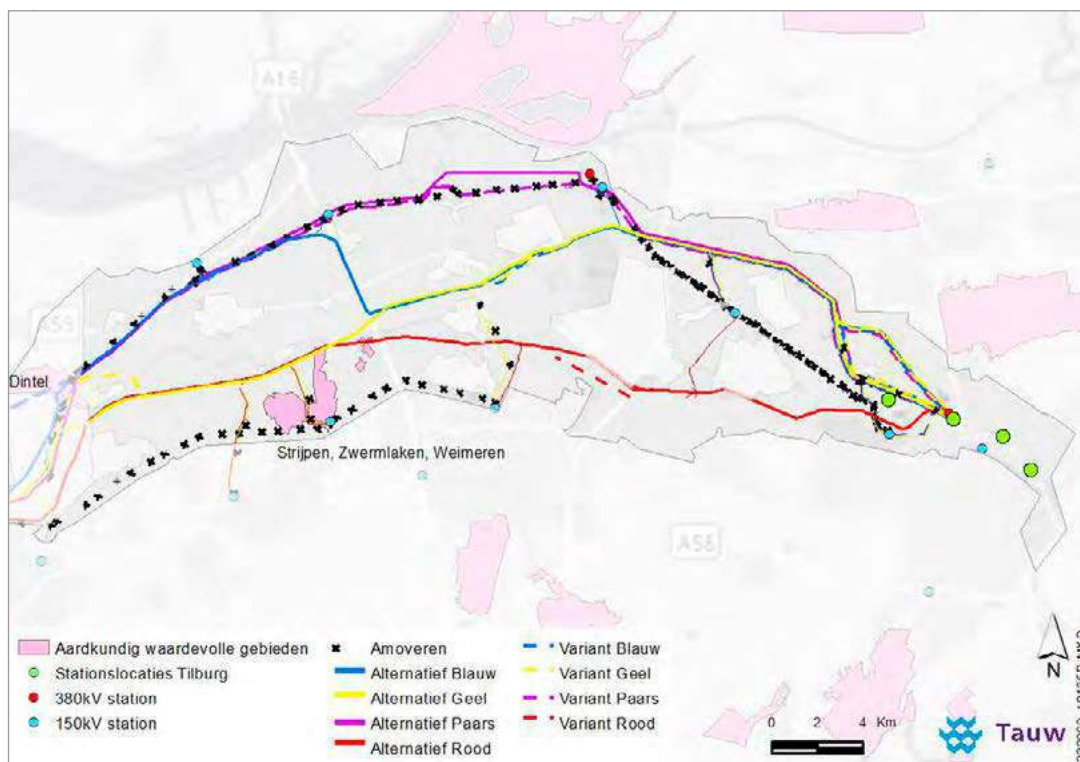 A16
A59
Dintel
Strijpen, Zwermlaken, Weimeren
A58
Aardkundig waardevolle gebieden
Stationslocaties Tilburg
380kV station
150kV station
Amoveren
Alternatief Blauw
Alternatief Geel
Alternatief Paars
Alternatief Rood
Variant Blauw
Variant Geel
Variant Paars
Variant Rood
N
0 2 4 Km
Tauw